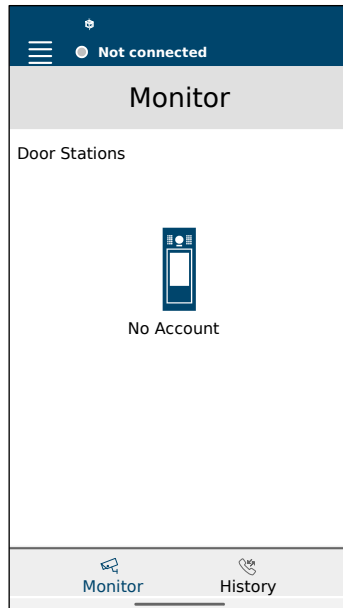 Not connected
Monitor
Door Stations
No Account
Monitor
History